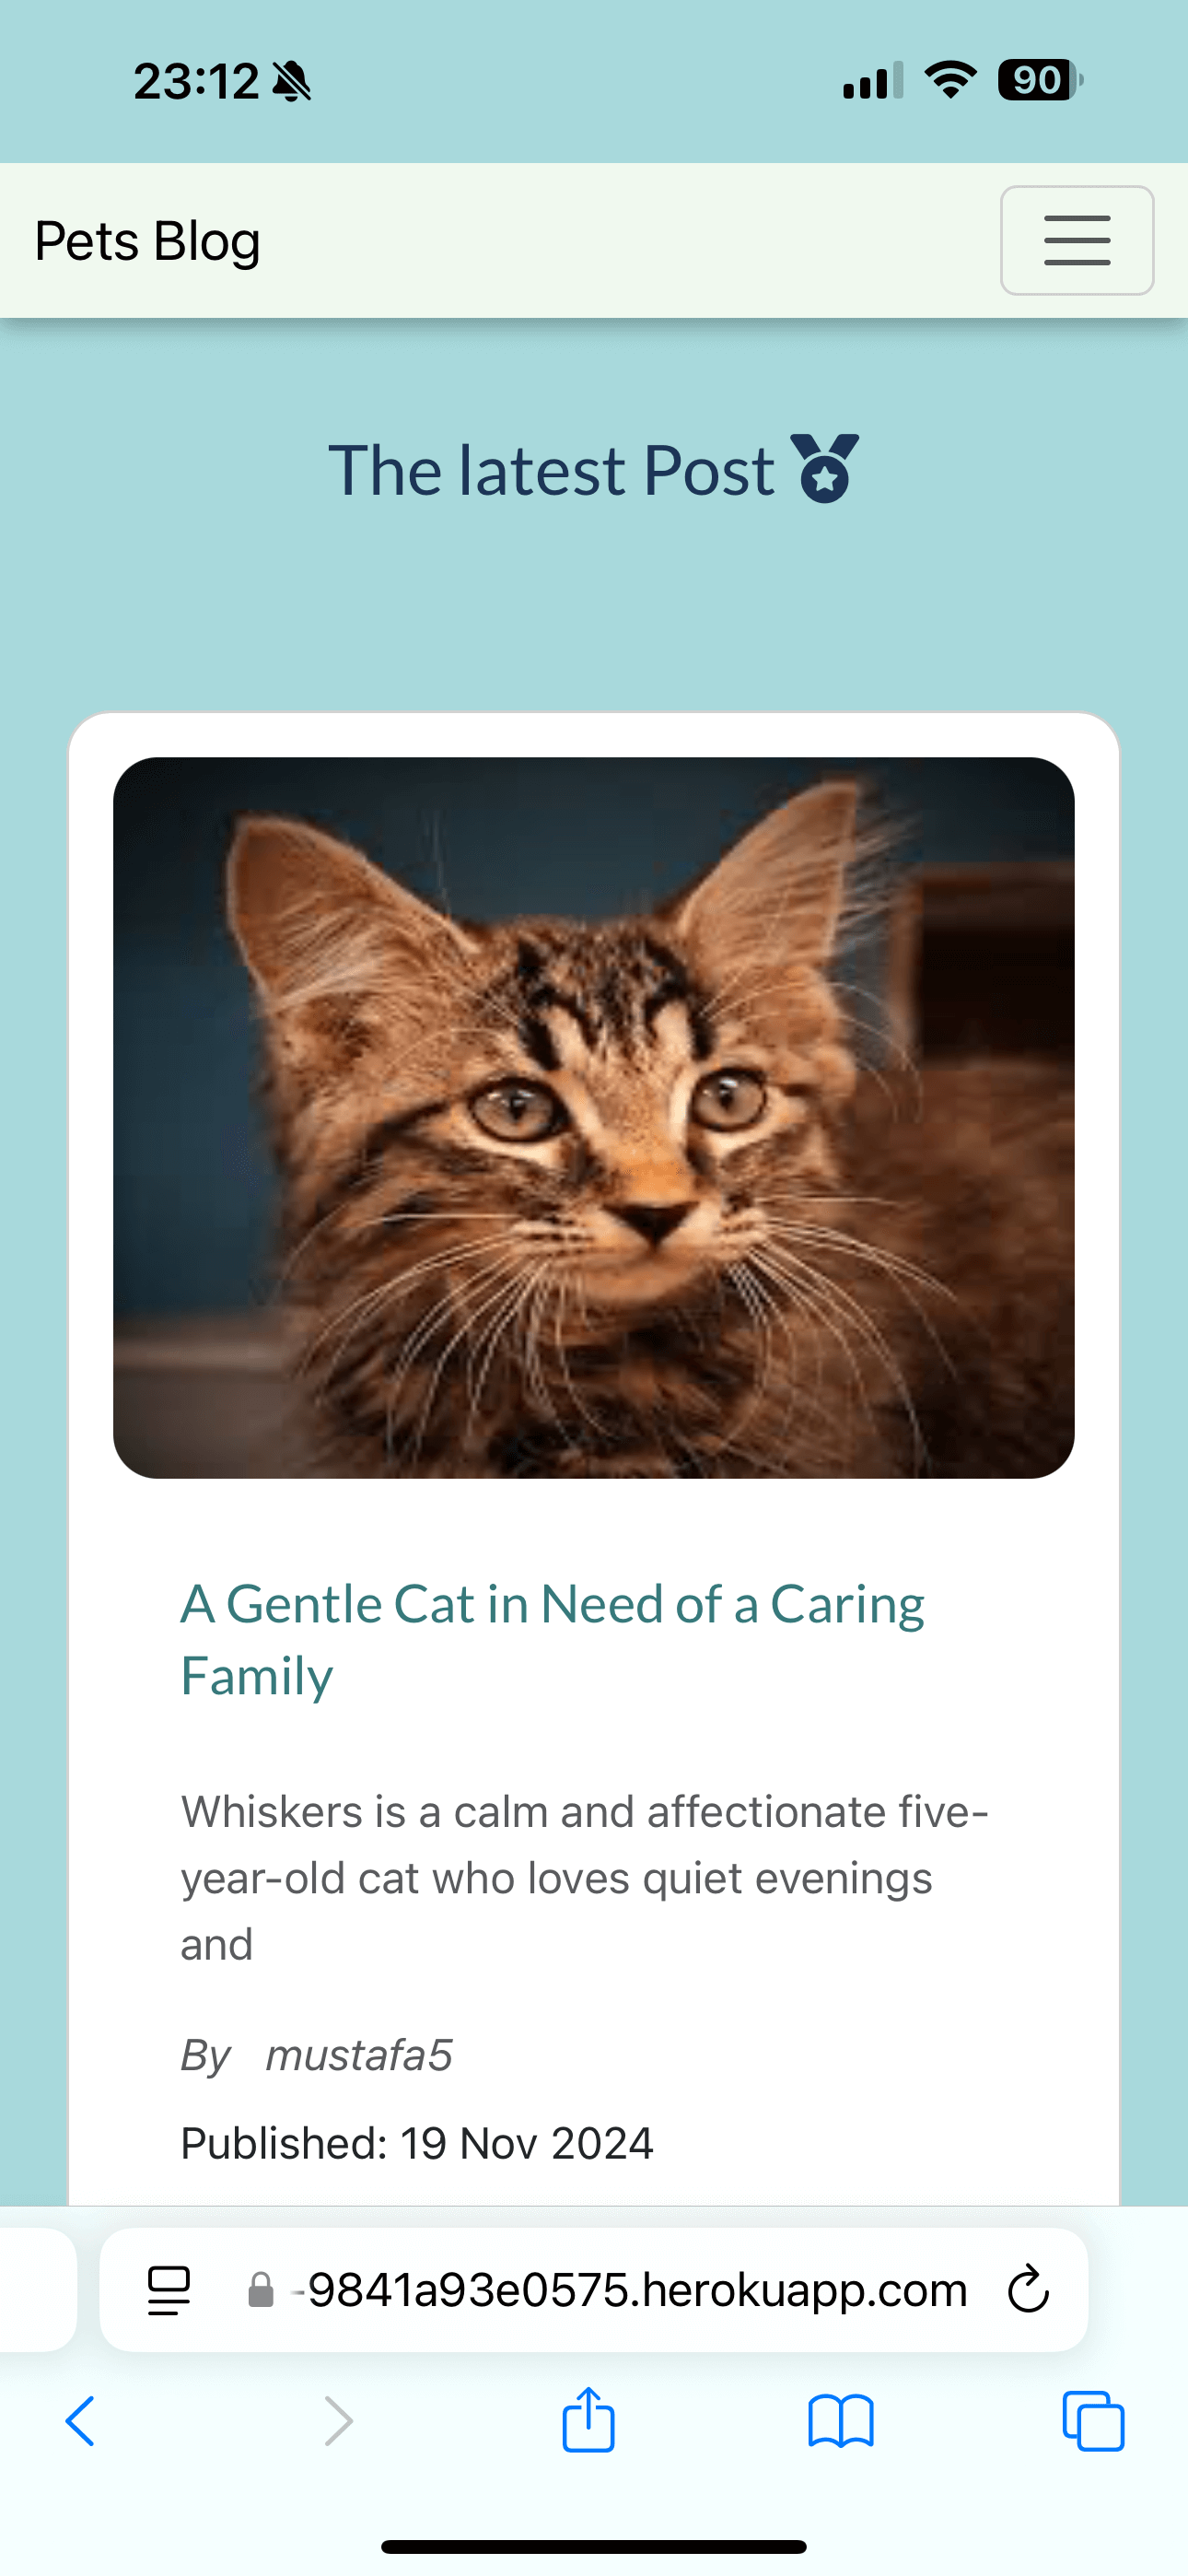 23:12
90
Pets Blog
The latest Post
A Gentle Cat in Need of a Caring
Family
Whiskers is a calm and affectionate five-
year-old cat who loves quiet evenings
and
By mustafa5
Published: 19 Nov 2024
-9841a93e0575.herokuapp.com